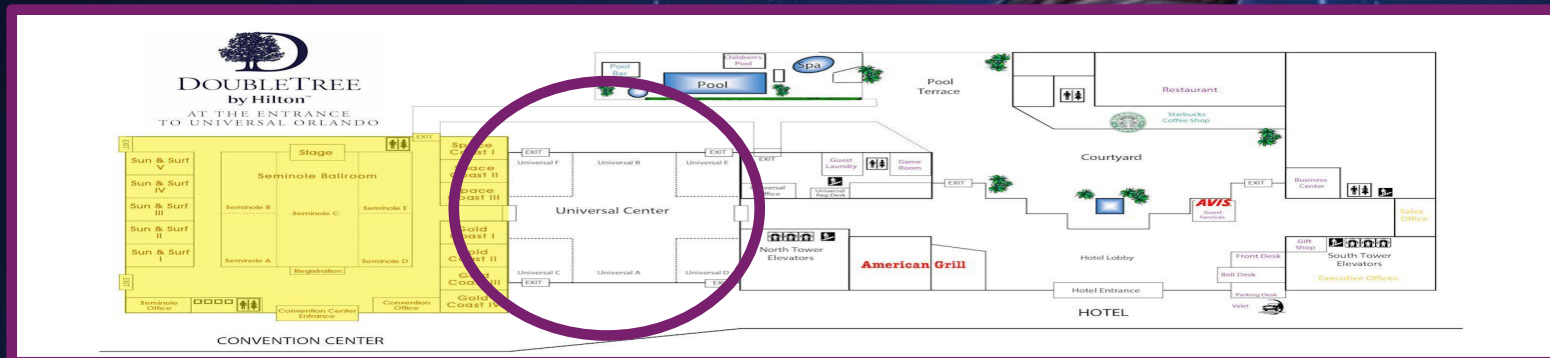 D
DOUBLETREE
by Hilton™
AT THE ENTRANCE
TO UNIVERSAL ORLANDO
Pool
Bar
Children's
Pool
Pool
Spa
Pool
Terrace
Restaurant
Starbucks
Coffee Shop
Courtyard
EXIT
EXIT
Stage
Seminole Ballroom
Sun & Surf
V
Sun & Surf
IV
Sun & Surf
III
Sun & Surf
II
Sun & Surf
I
Seminole B
Seminole C
Seminole E
Seminole A
Seminole D
Registration
EXIT
Seminole
Office
Convention Center
Entrance
Convention
Office
Space
Coast I
Space
Coast II
Space
Coast III
Gold
Coast I
Gold
Coast II
Gold
Coast III
Gold
Coast IV
EXIT
EXIT
Universal F
Universal B
Universal E
Universal Center
Universal C
Universal A
Universal D
EXIT
EXIT
EXIT
Guest
Laundry
Game
Room
Universal
Office
Universal
Reg Desk
EXIT
North Tower
Elevators
American Grill
EXIT
Business
Center
AVIS
Guest
Services
Sales
Office
Hotel Lobby
Gift
Shop
Front Desk
South Tower
Elevators
Bell Desk
Executive Offices
Hotel Entrance
Parking Desk
Valet
HOTEL
CONVENTION CENTER